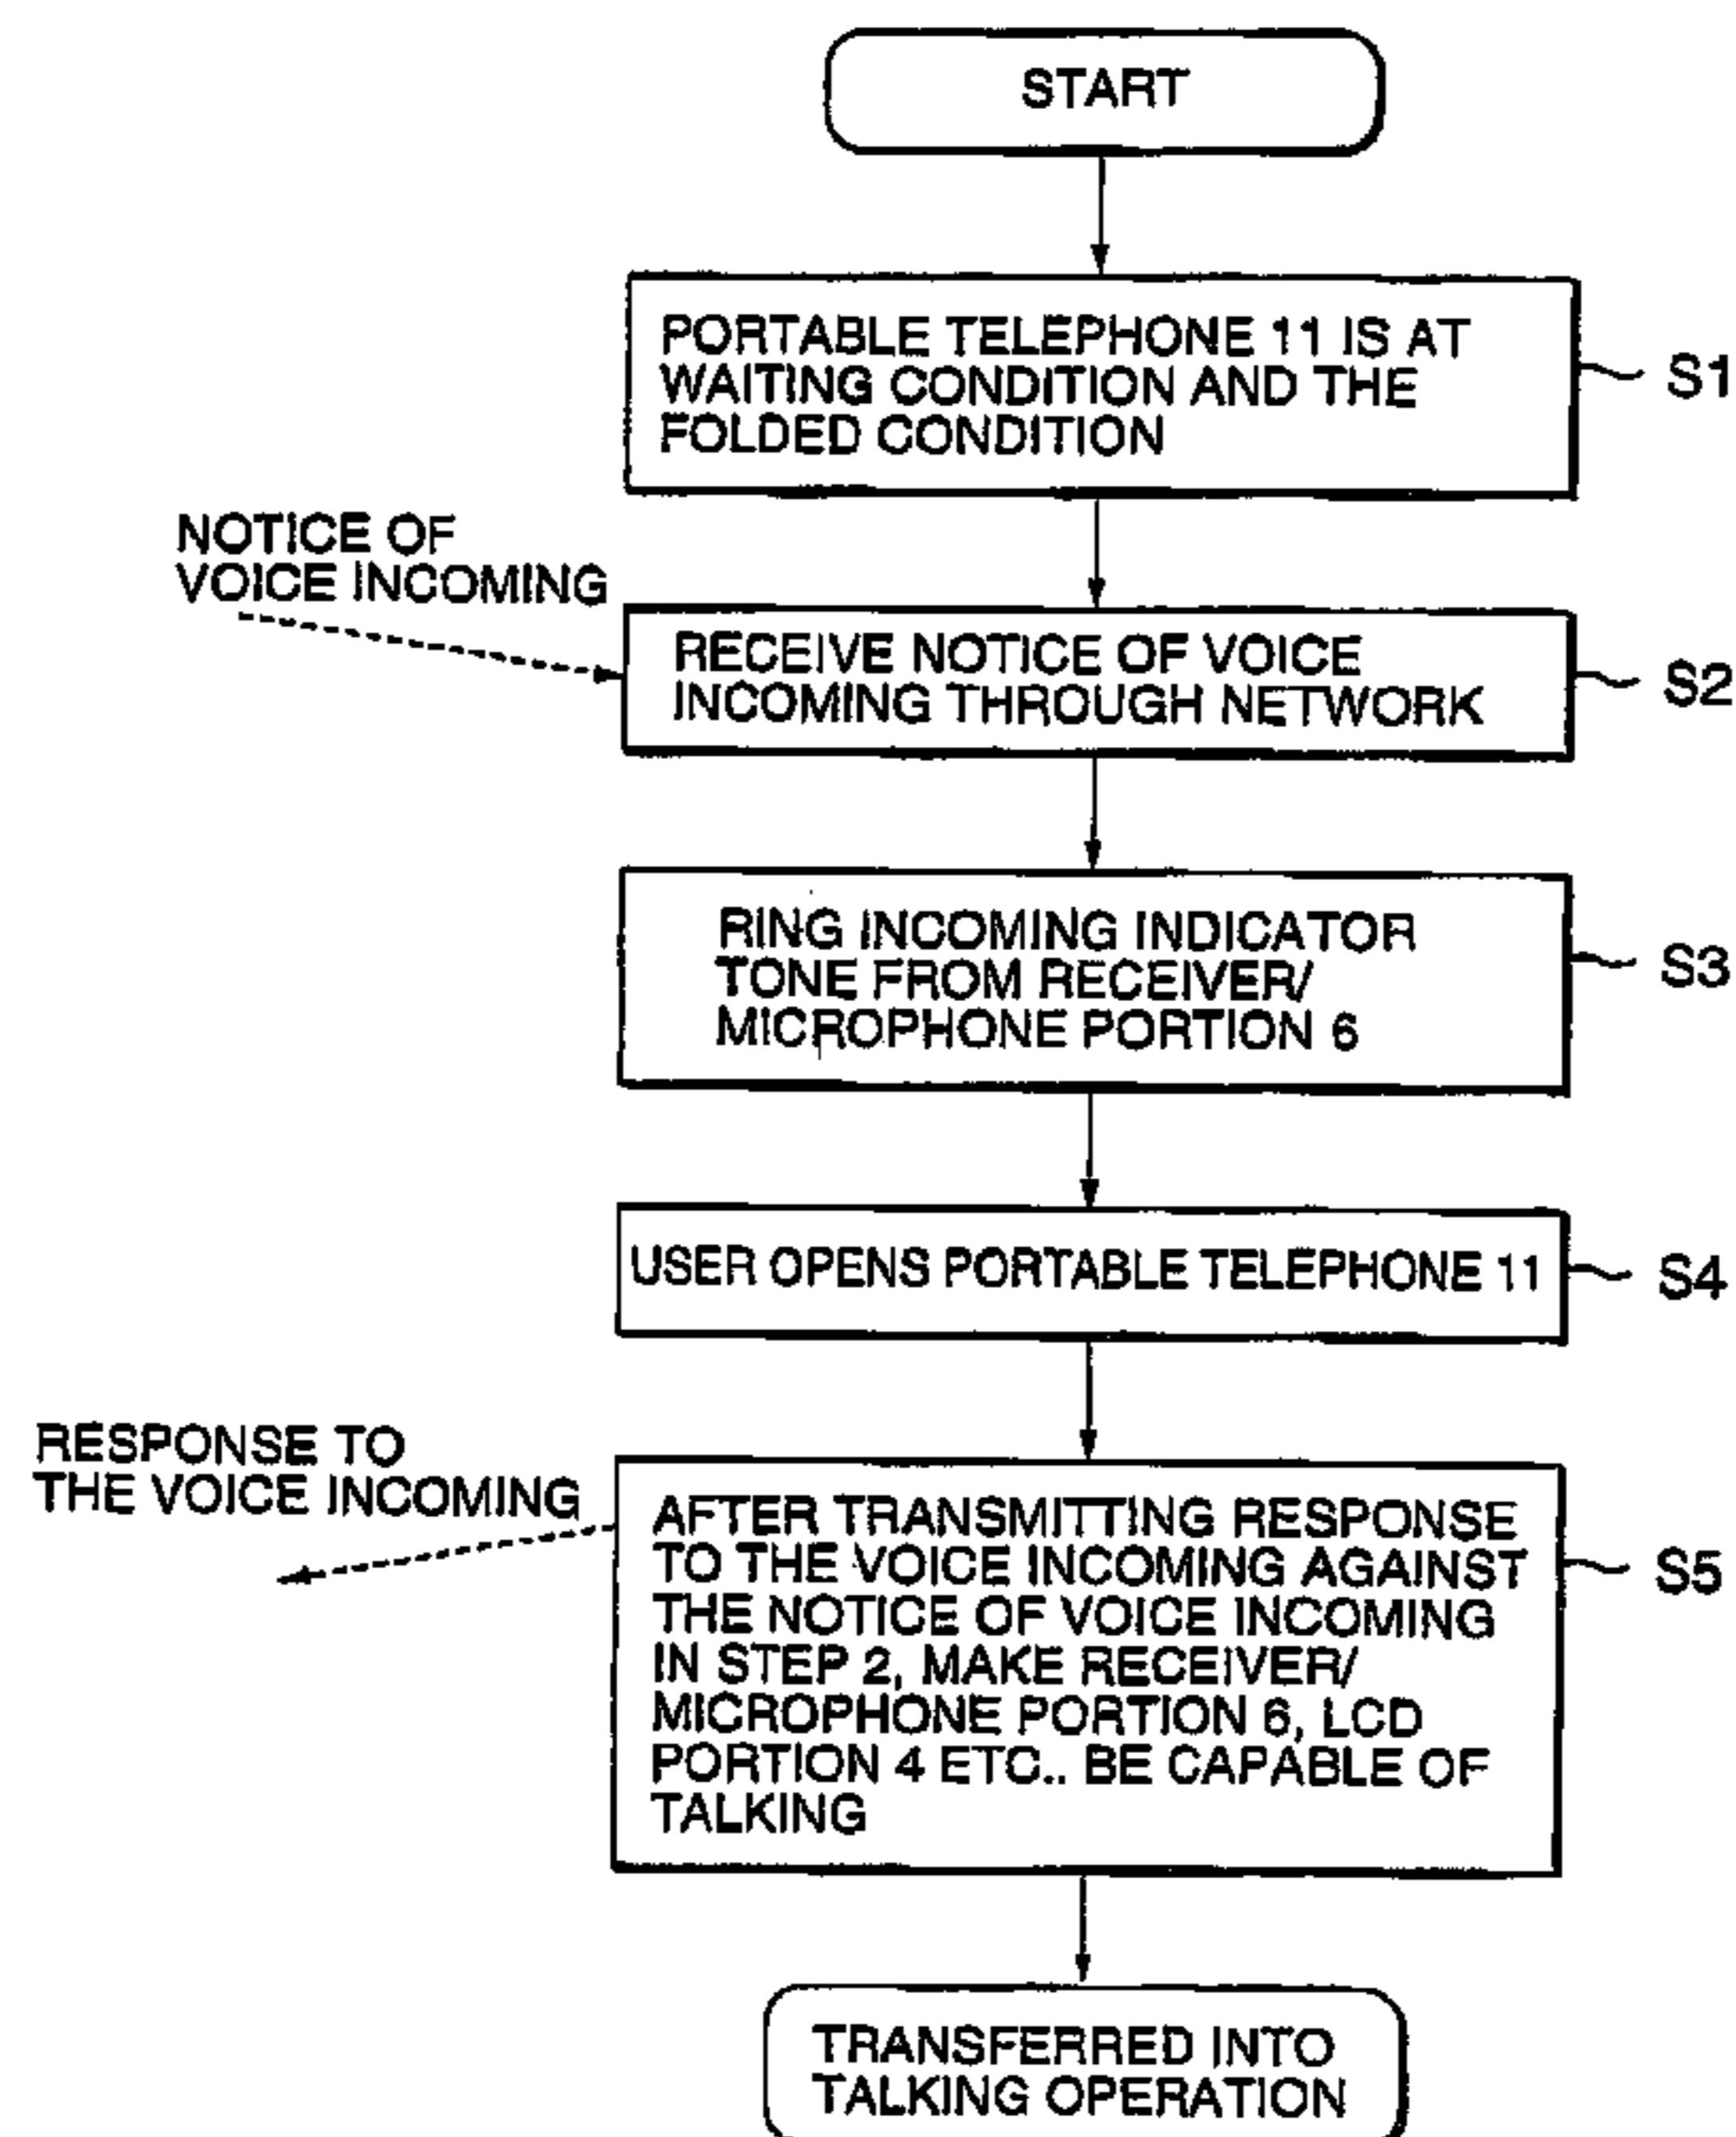 START
PORTABLE TELEPHONE 11 IS AT
WAITING CONDITION AND THE
FOLDED CONDITION
S1
NOTICE OF
VOICE INCOMING
RECEIVE NOTICE OF VOICE
INCOMING THROUGH NETWORK
S2
RING INCOMING INDICATOR
TONE FROM RECEIVER/
MICROPHONE PORTION 6
S3
USER OPENS PORTABLE TELEPHONE 11
S4
RESPONSE TO
THE VOICE INCOMING
AFTER TRANSMITTING RESPONSE
TO THE VOICE INCOMING AGAINST
THE NOTICE OF VOICE INCOMING
IN STEP 2, MAKE RECEIVER/
MICROPHONE PORTION 6, LCD
PORTION 4 ETC.. BE CAPABLE OF
TALKING
S5
TRANSFERRED INTO
TALKING OPERATION